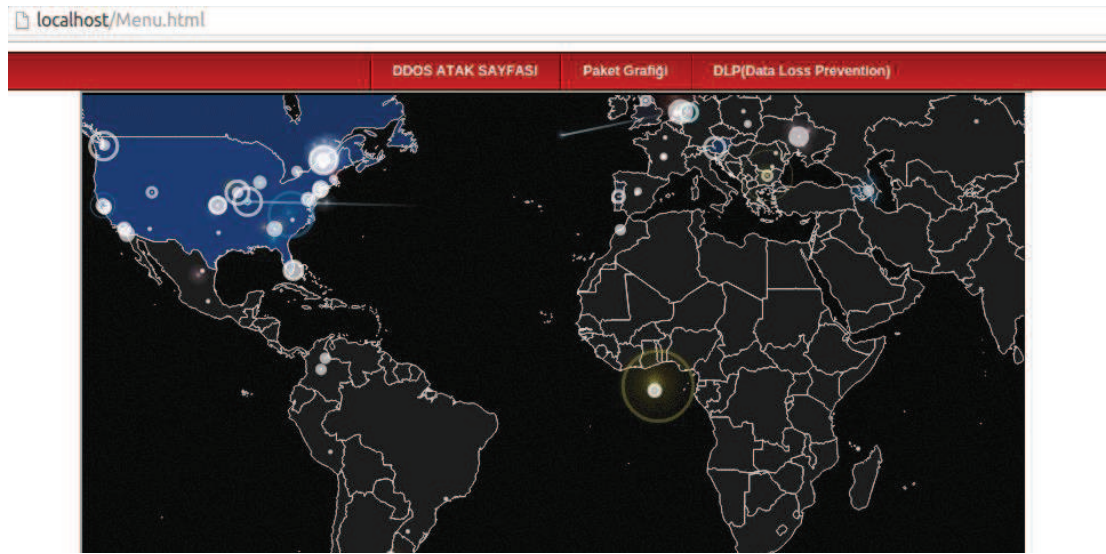 localhost/Menu.html
DDOS ATAK SAYFASI Paket Grafiği DLP(Data Loss Prevention)